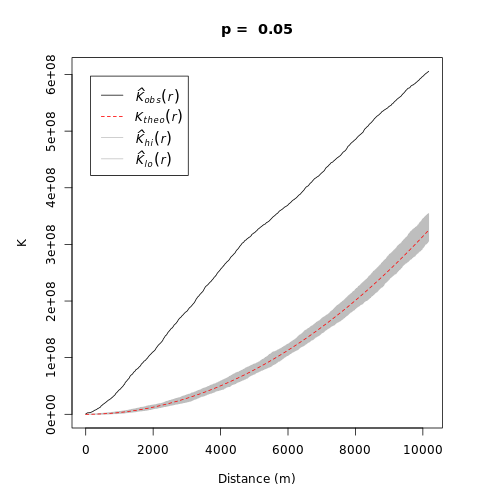 p =  0.05
K̂obs(r)
Ktheo(r)
K̂hi(r)
K̂lo(r)
K
0e+00 1e+08 2e+08 3e+08 4e+08 5e+08 6e+08
0 2000 4000 6000 8000 10000
Distance (m)